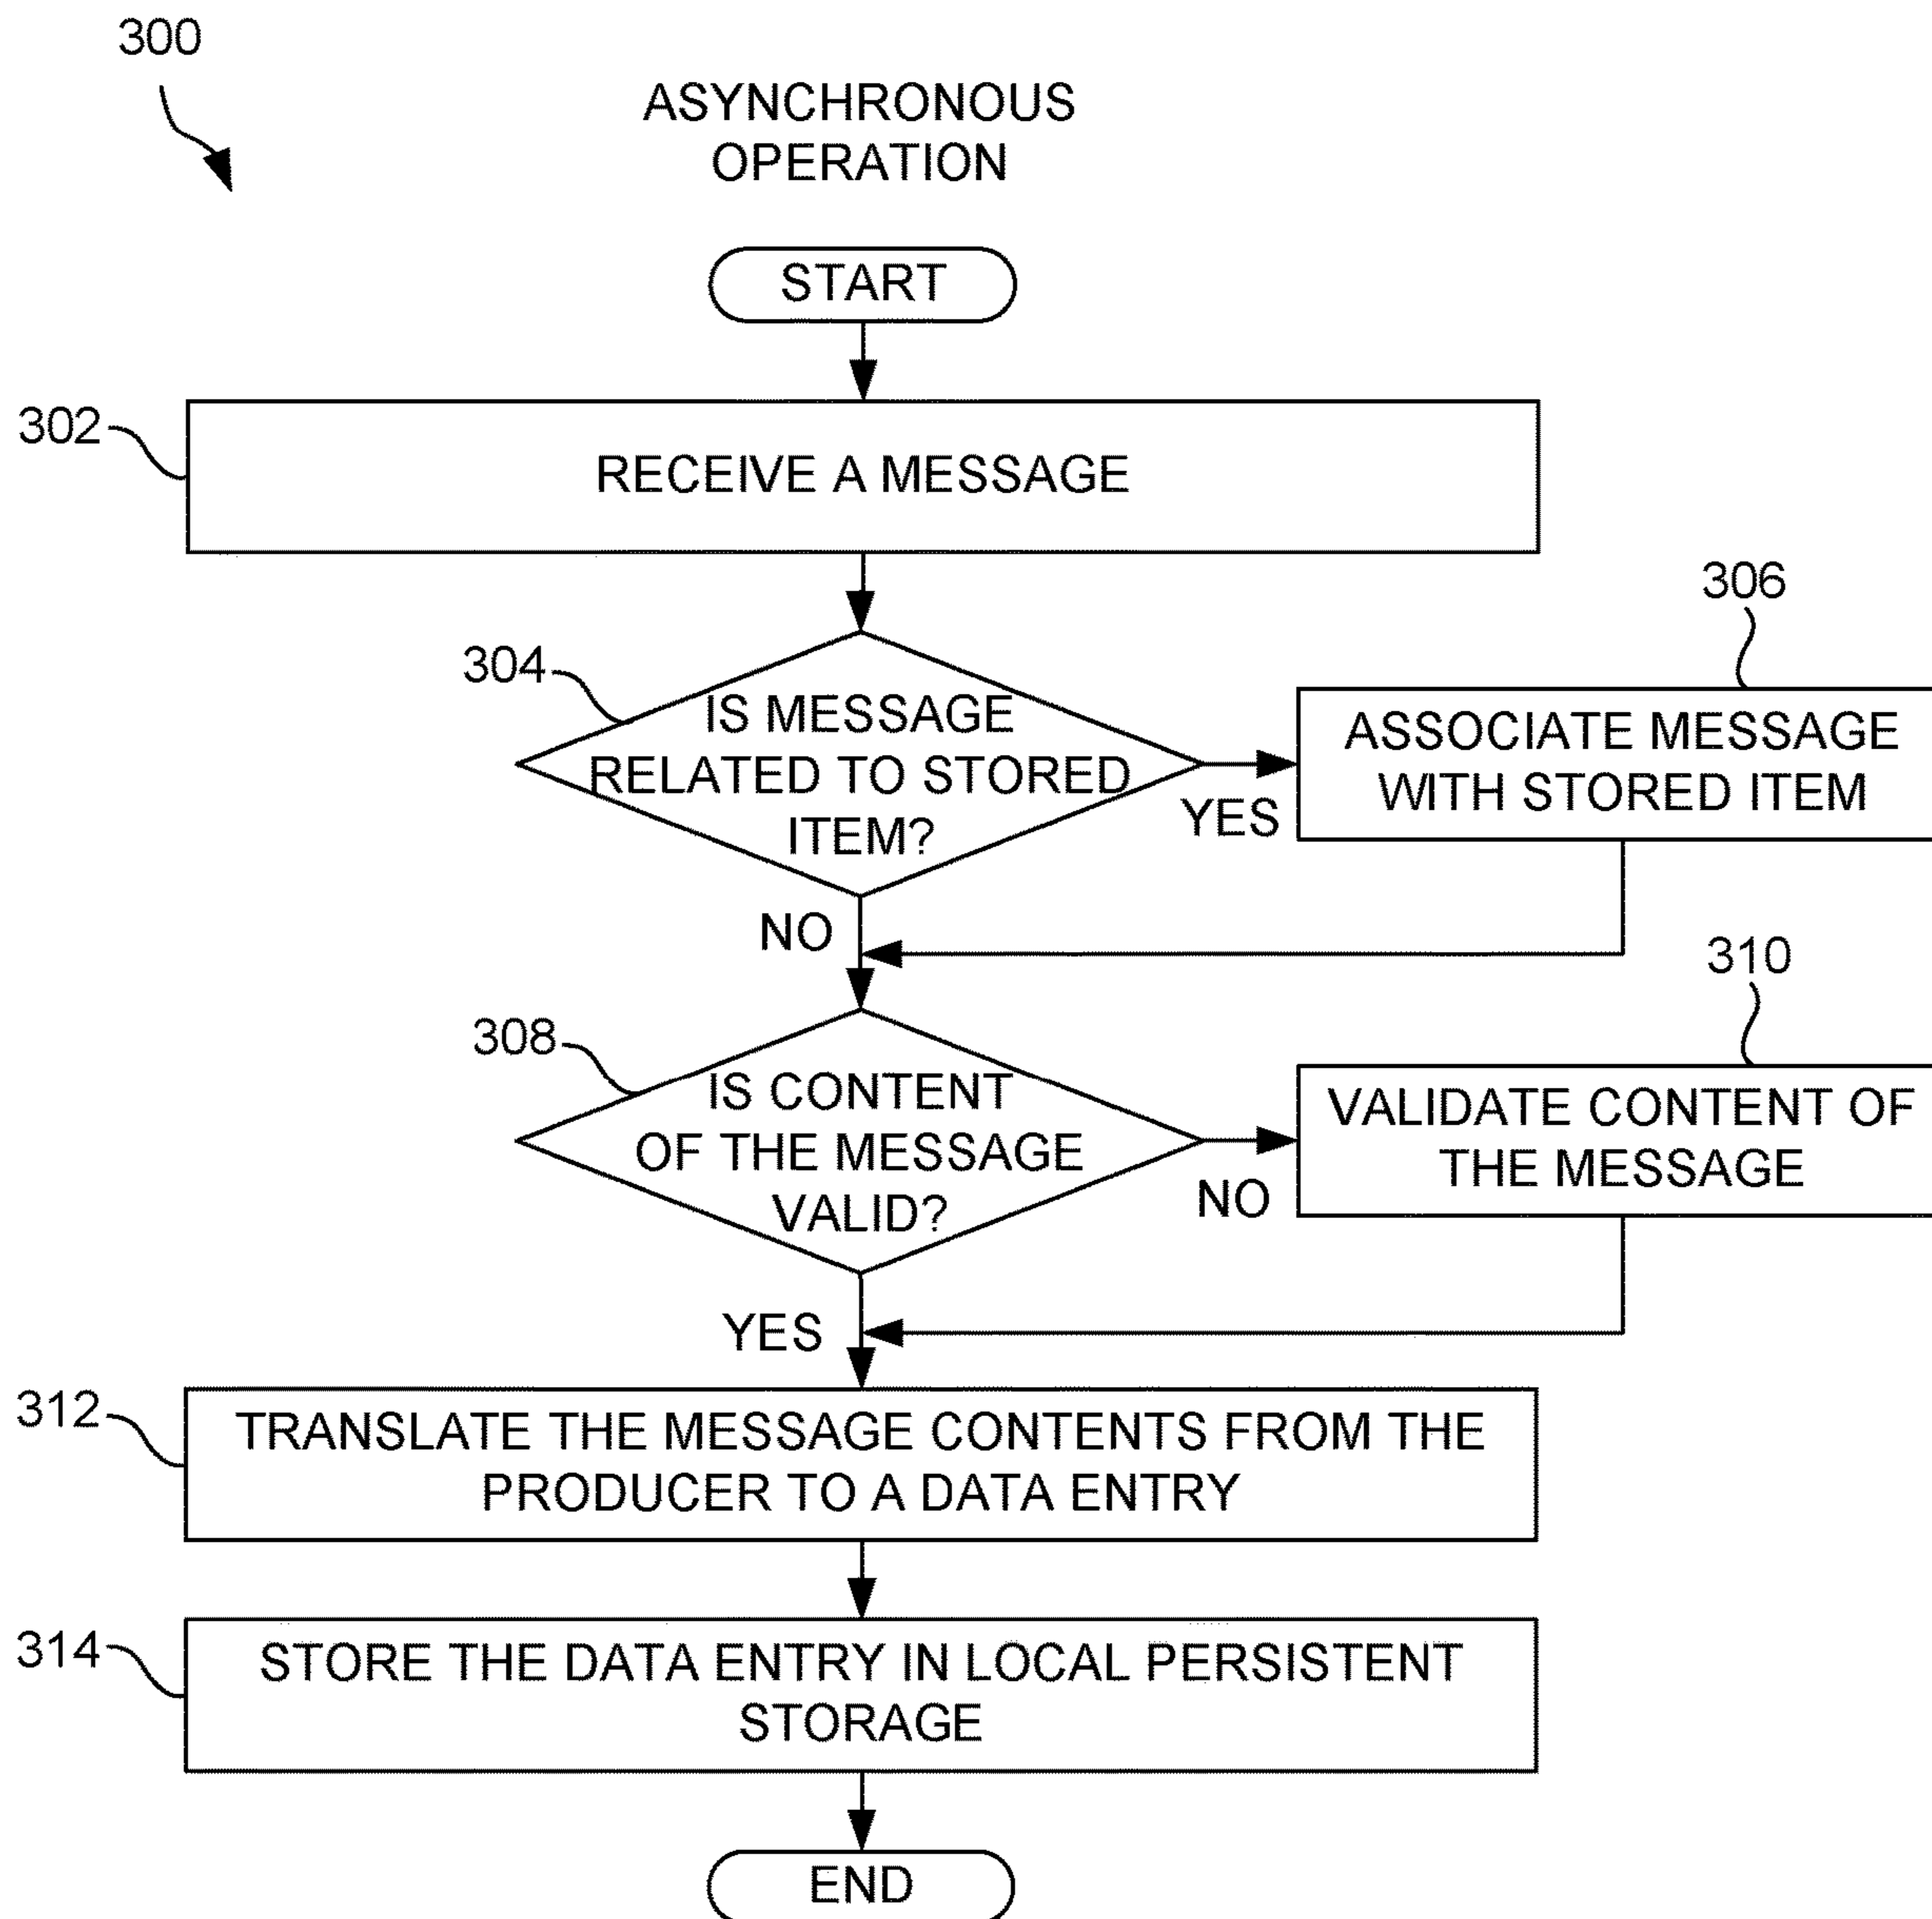 300
ASYNCHRONOUS
OPERATION
START
302
RECEIVE A MESSAGE
304
IS MESSAGE
RELATED TO STORED
ITEM?
YES
306
ASSOCIATE MESSAGE
WITH STORED ITEM
NO
308
IS CONTENT
OF THE MESSAGE
VALID?
NO
310
VALIDATE CONTENT OF
THE MESSAGE
YES
312
TRANSLATE THE MESSAGE CONTENTS FROM THE
PRODUCER TO A DATA ENTRY
314
STORE THE DATA ENTRY IN LOCAL PERSISTENT
STORAGE
END